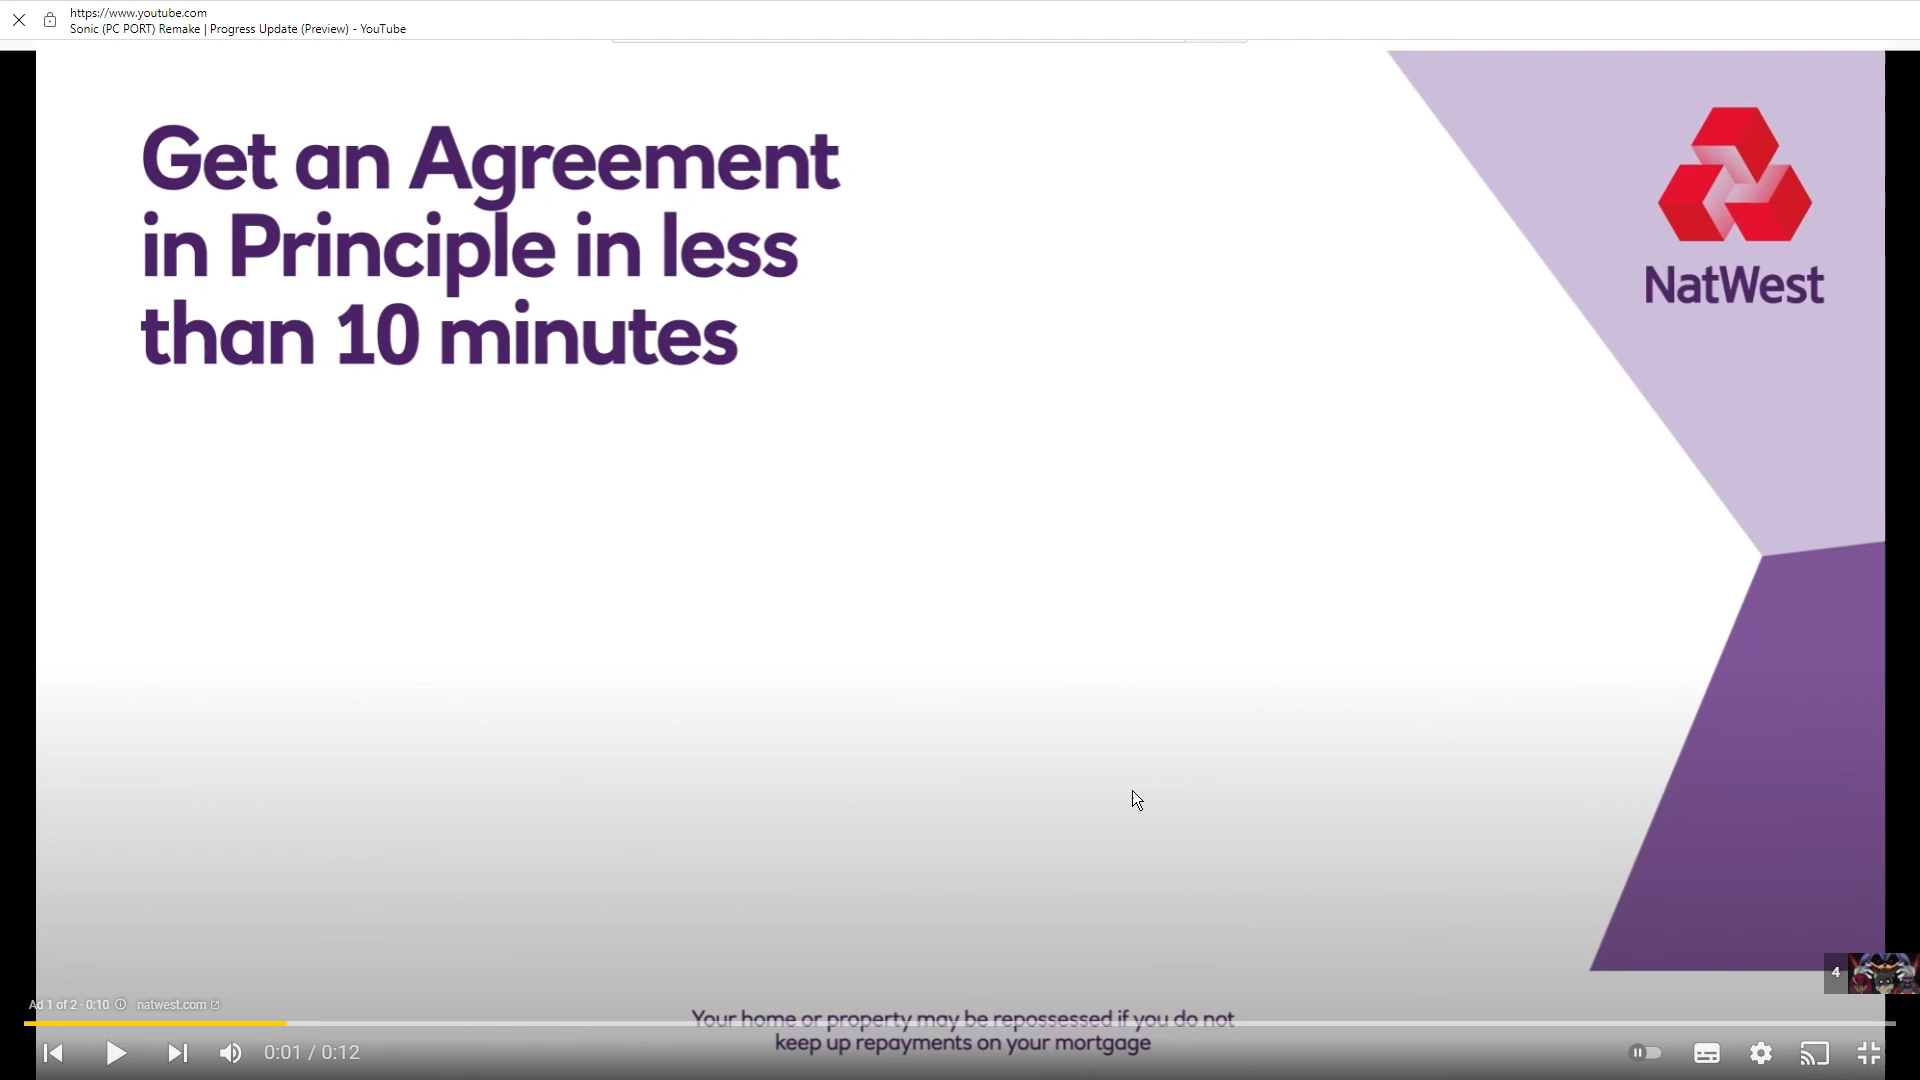 https://www.youtube.com
Sonic (PC PORT) Remake | Progress Update (Preview) - YouTube
Get an Agreement
in Principle in less
than 10 minutes
NatWest
4
Ad 1 of 2 · 0:10 natwest.com
Your home or property may be repossessed if you do not
keep up repayments on your mortgage
0:01 / 0:12